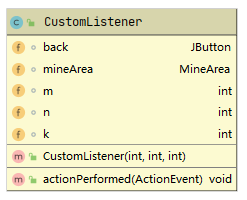 C CustomListener
f back JButton
f mineArea MineArea
f m int
f n int
f k int
m CustomListener(int, int, int)
m actionPerformed(ActionEvent) void